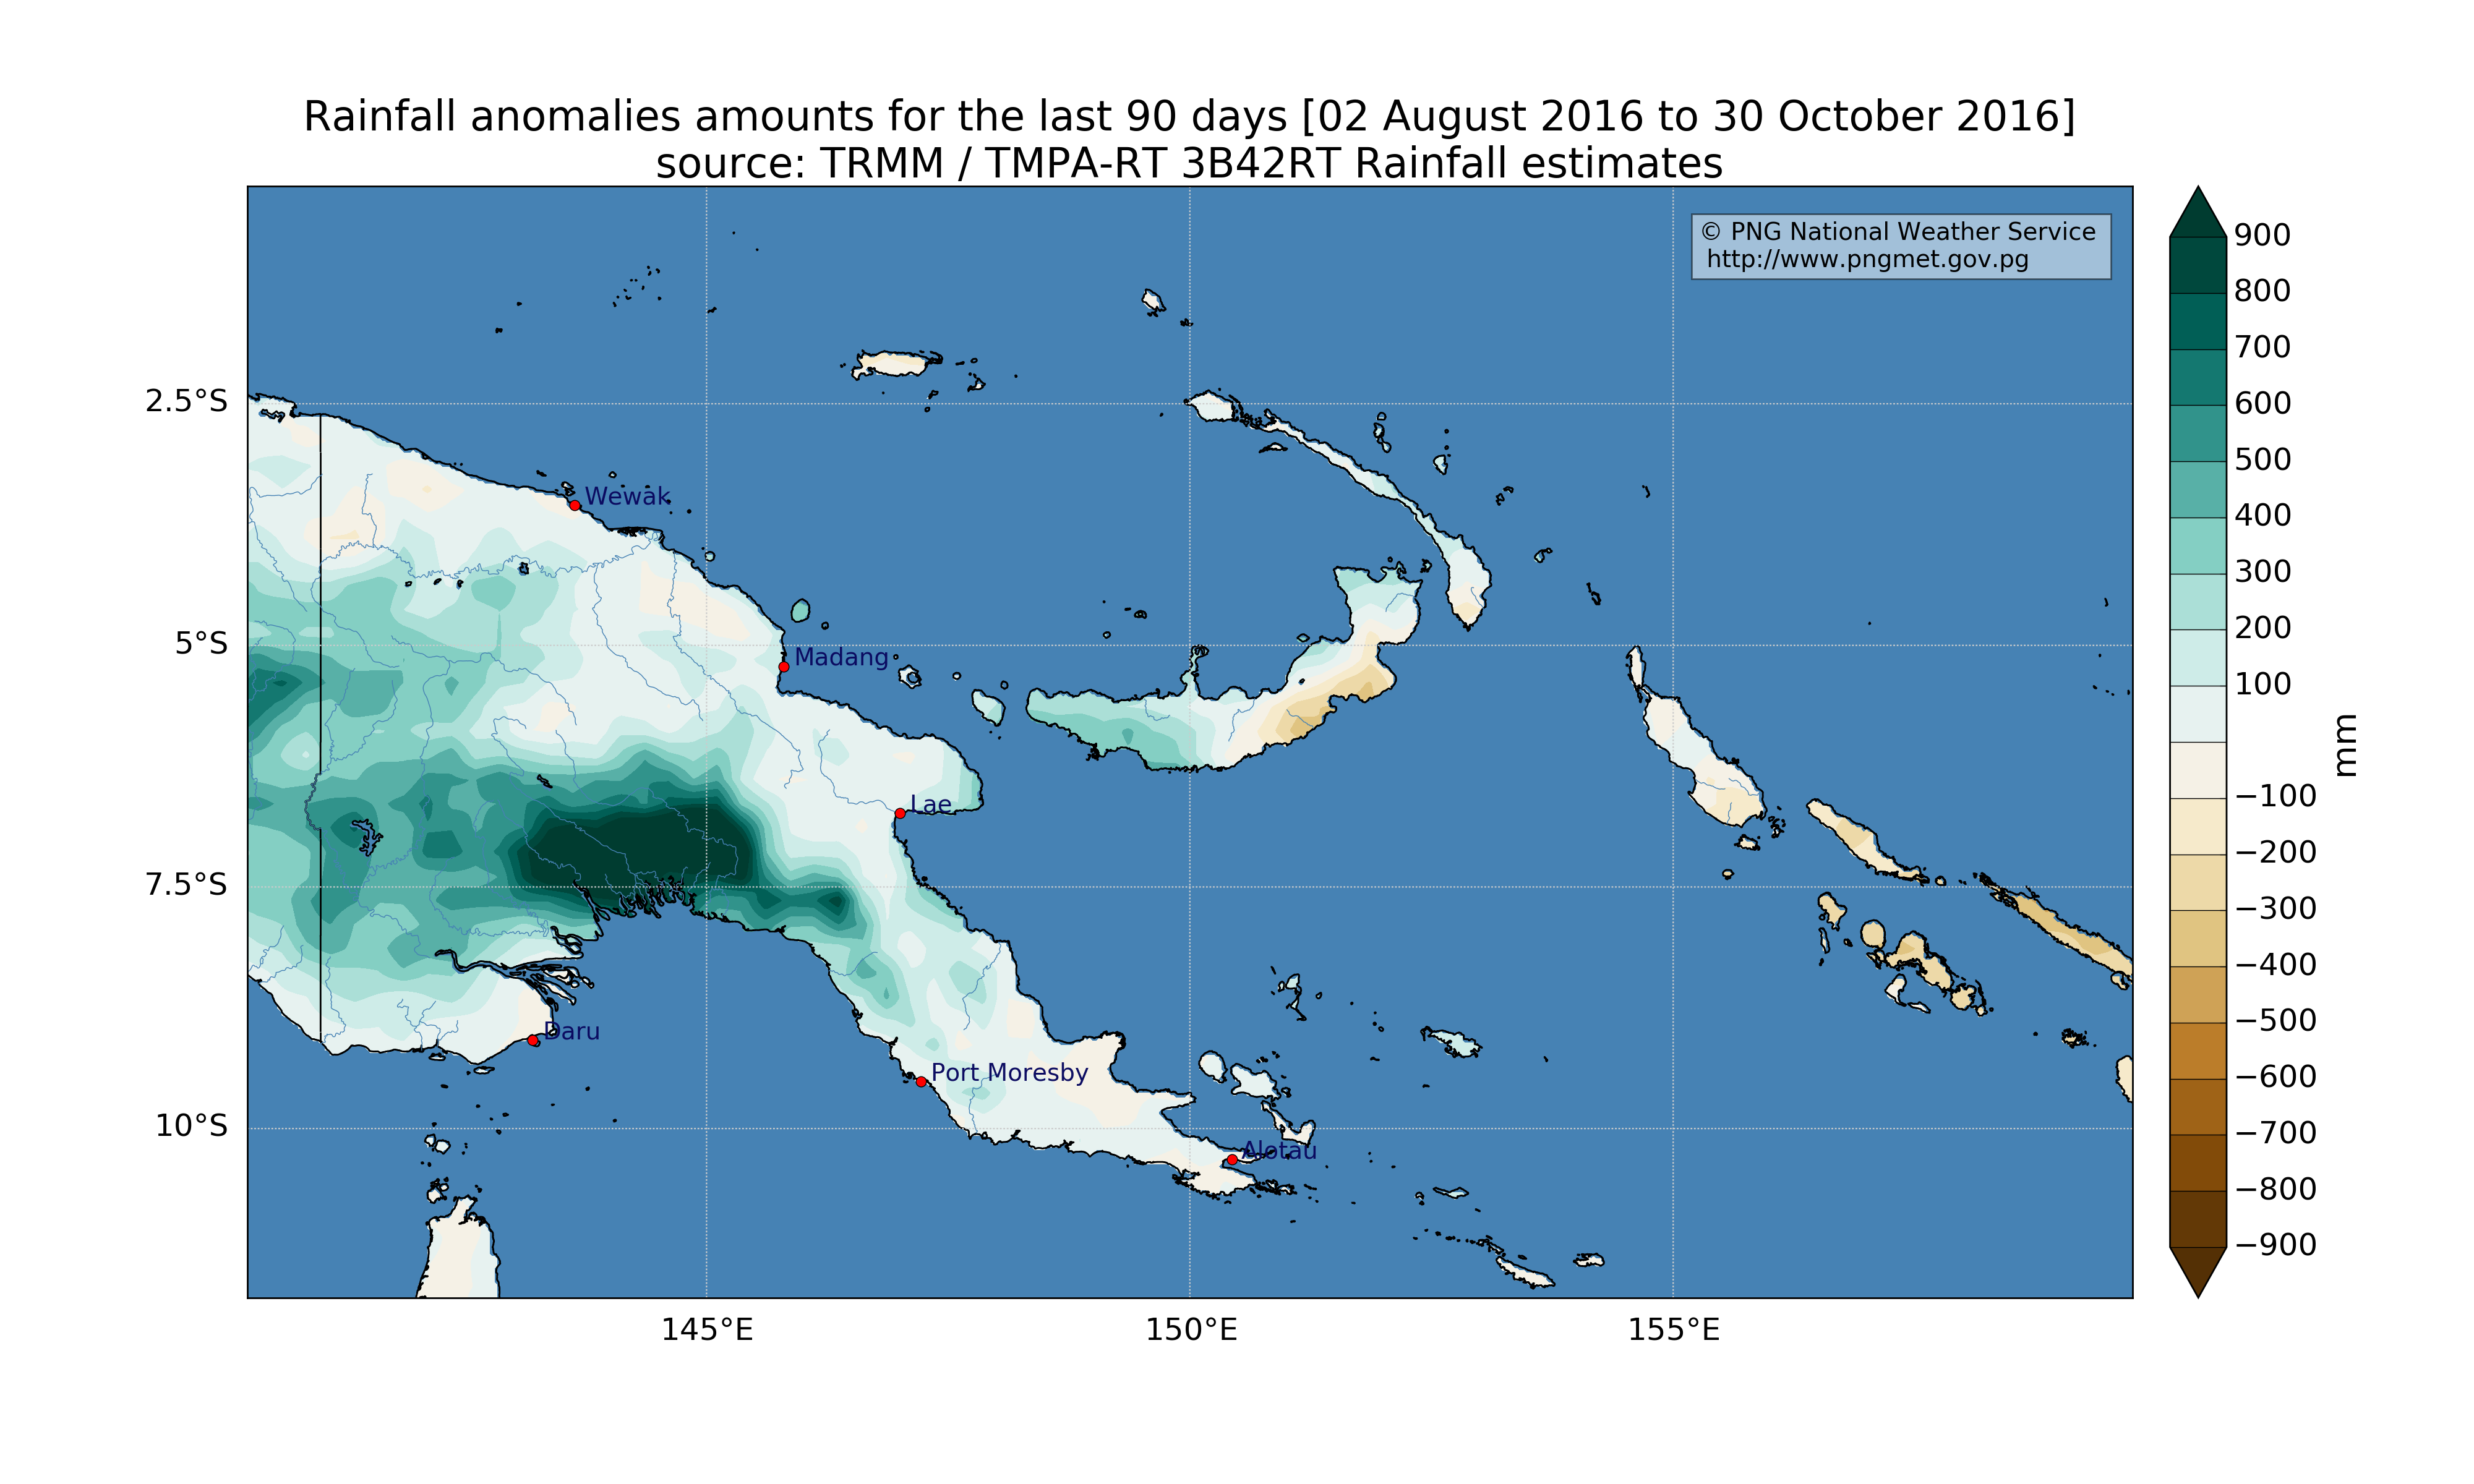 Rainfall anomalies amounts for the last 90 days [02 August 2016 to 30 October 2016]
source: TRMM / TMPA-RT 3B42RT Rainfall estimates
© PNG National Weather Service
http://www.pngmet.gov.pg
2.5°S
5°S
7.5°S
10°S
145°E
150°E
155°E
Wewak
Madang
Lae
Daru
Port Moresby
Alotau
900
800
700
600
500
400
300
200
100
−100
−200
−300
−400
−500
−600
−700
−800
−900
mm